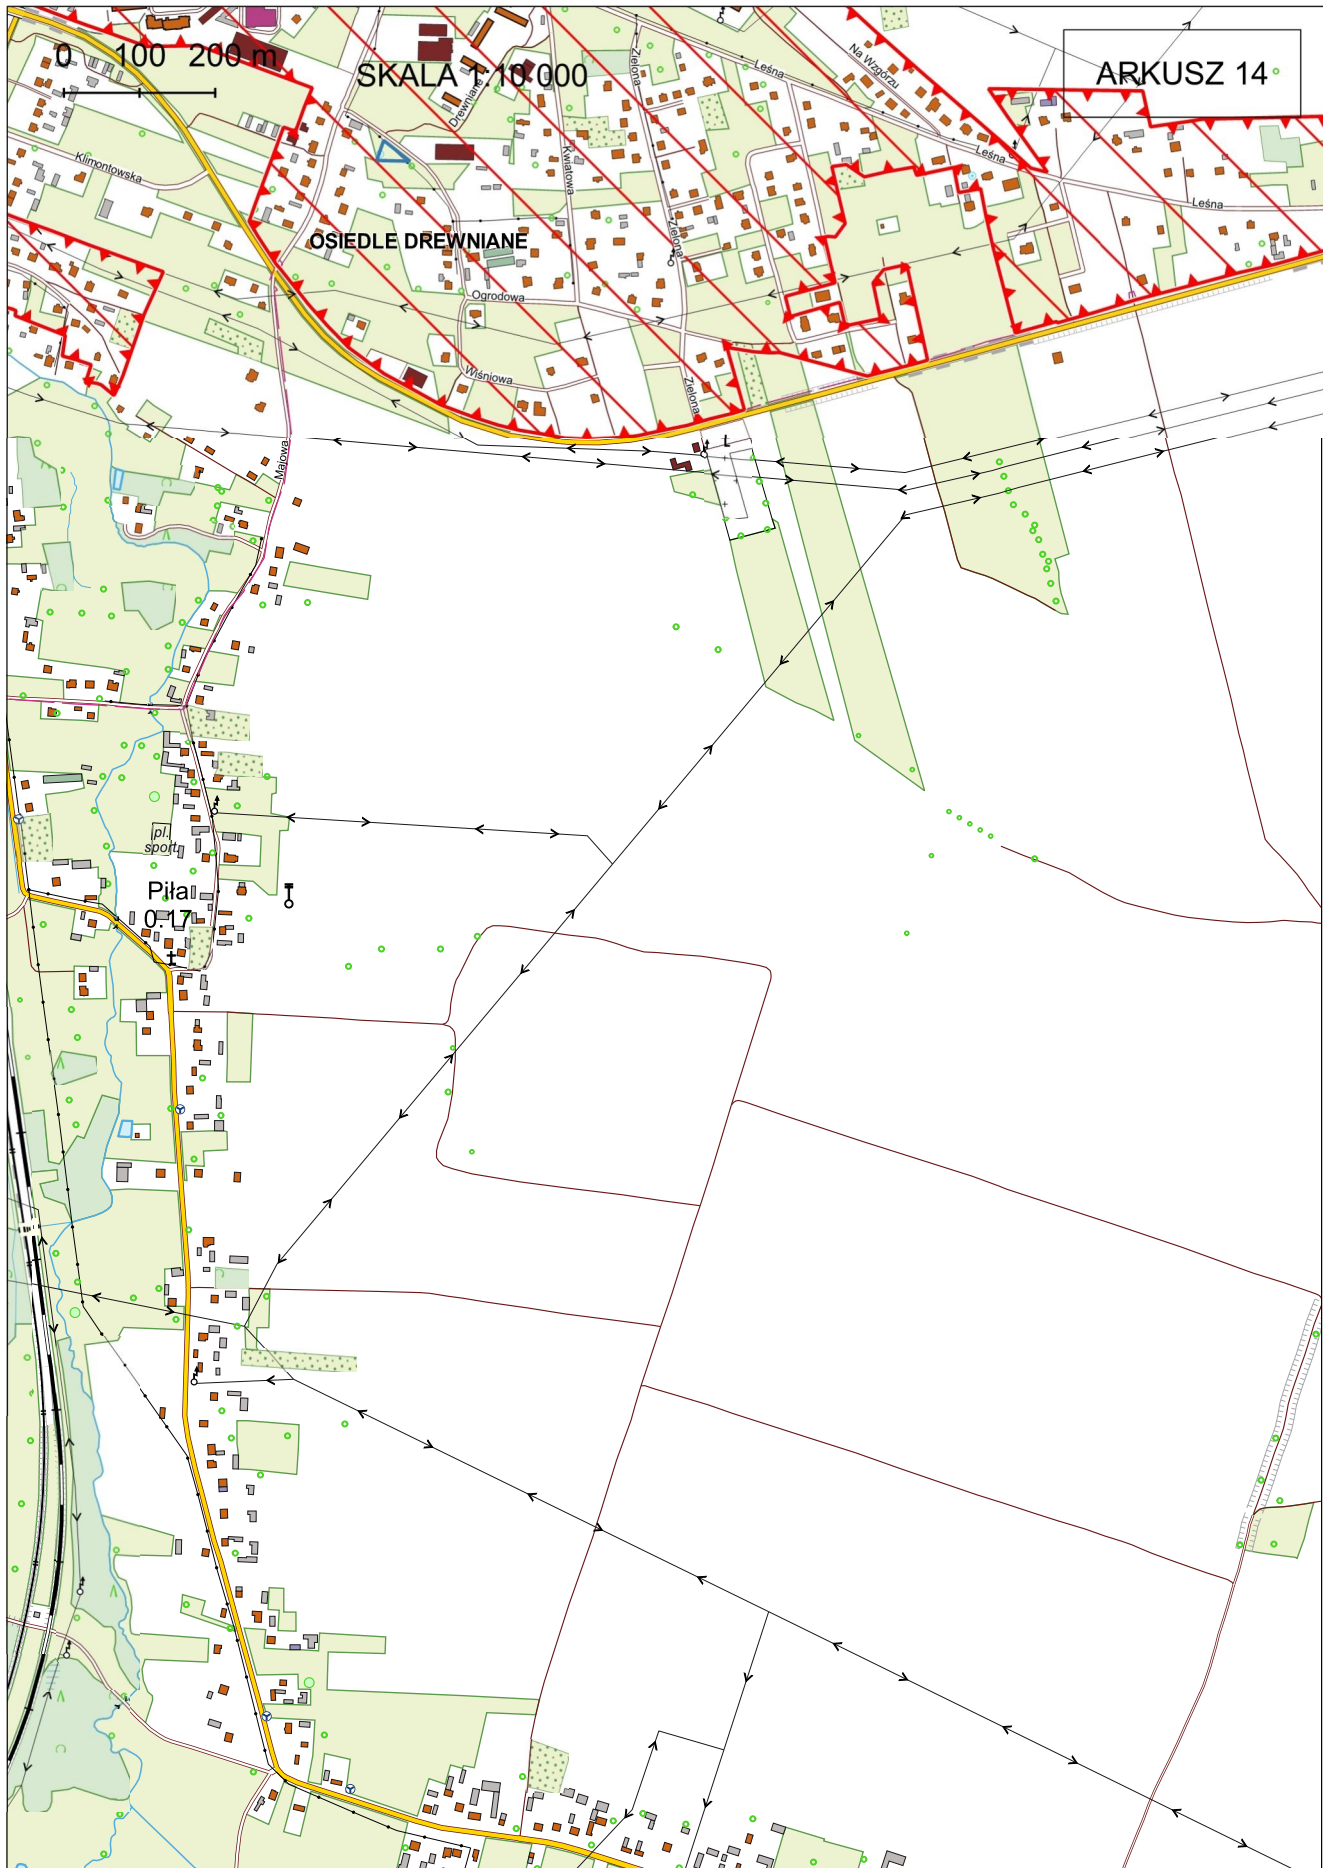 0 100 200 m
SKALA 1:10 000
ARKUSZ 14
Drewniane
Zielona
Leśna
Na Wzgórzu
Leśna
Leśna
Klimontowska
Kwiatowa
Zielona
OSIEDLE DREWNIANE
Ogrodowa
Wiśniowa
Zielona
Majowa
pl.
sport.
Piła
0.17